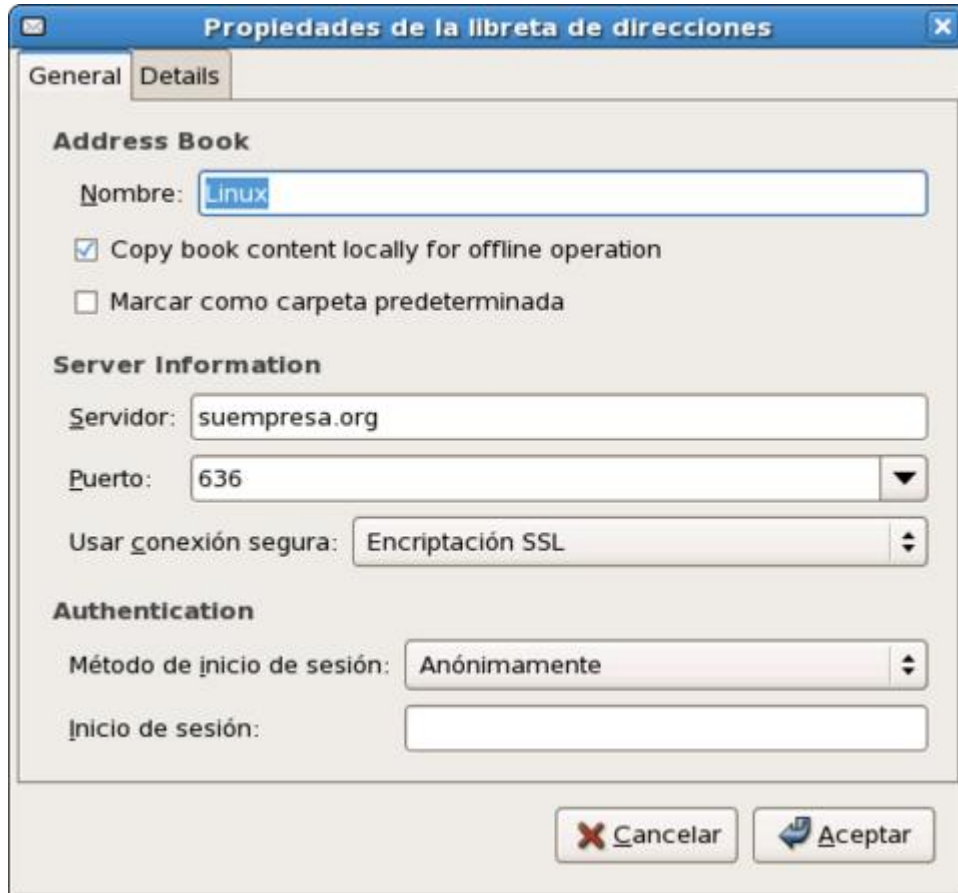 Propiedades de la libreta de direcciones
General Details
Address Book
Nombre: Linux
Copy book content locally for offline operation
Marcar como carpeta predeterminada
Server Information
Servidor: suempresa.org
Puerto: 636
Usar conexión segura: Encriptación SSL
Authentication
Método de inicio de sesión: Anónimamente
Inicio de sesión:
Cancelar Aceptar